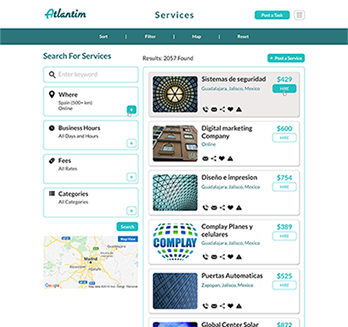 Atlantim
Services
Post a Task
Sort | Filter | Map | Reset
Search For Services
Enter keyword
Where
Spain (500+ km)
Online
+
Business Hours
All Days and Hours
+
Fees
All Rates
+
Categories
All Categories
+
Search
Map View
Madrid
Google
Results: 2057 Found
+ Post a Service
Sistemas de seguridad
$429
Guadalajara, Jalisco, Mexico
HIRE
Digital marketing
Company
$600
Online
HIRE
Diseño e impresion
$754
Guadalajara, Jalisco, Mexico
HIRE
COMPLAY
Complay Planes y
celulares
$389
Guadalajara, Jalisco, Mexico
HIRE
Puertas Automaticas
$525
Zapopan, Jalisco, Mexico
HIRE
Global Center Solar
$872